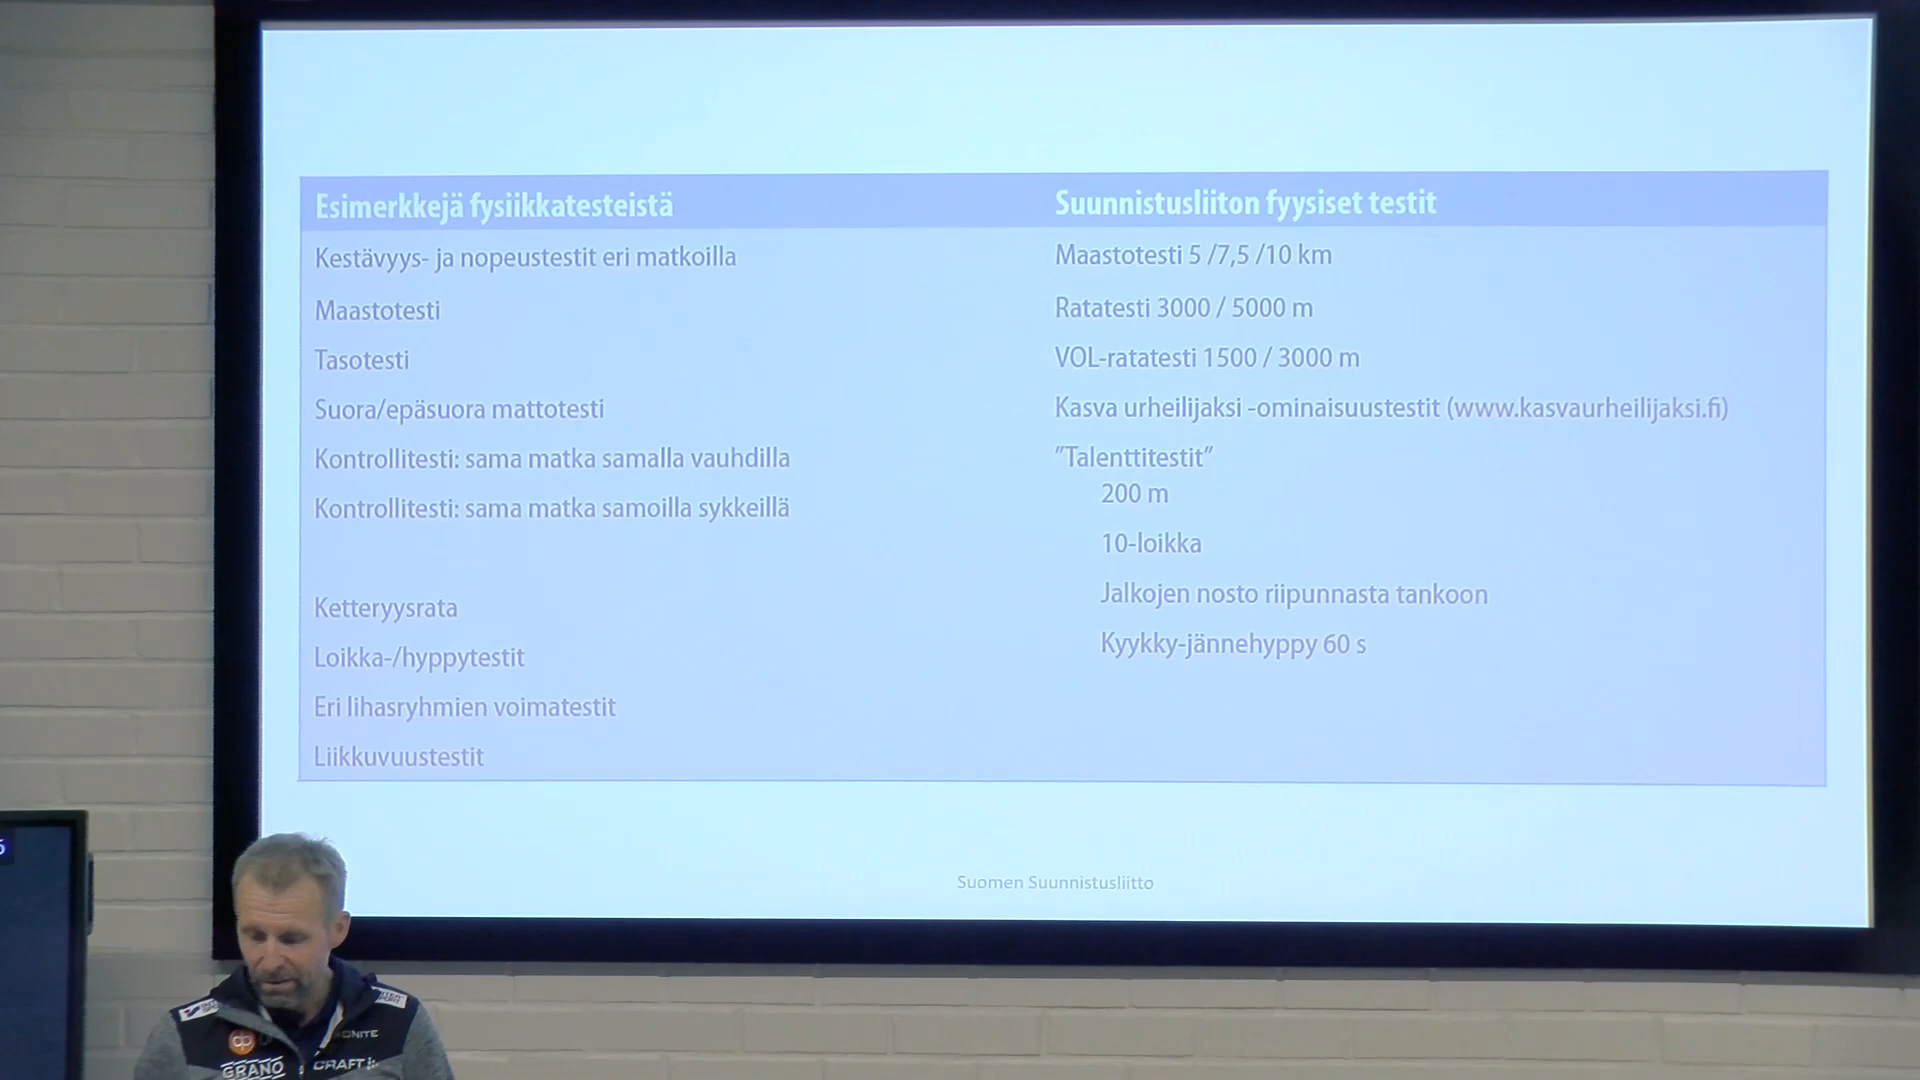 Esimerkkejä fysiikkatesteistä
Kestävyys- ja nopeustestit eri matkoilla
Maastotesti
Tasotesti
Suora/epäsuora mattotesti
Kontrollitesti: sama matka samalla vauhdilla
Kontrollitesti: sama matka samoilla sykkeillä
Ketteryysrata
Loikka-/hyppytestit
Eri lihasryhmien voimatestit
Liikkuvuustestit
Suunnistusliiton fyysiset testit
Maastotesti 5 /7,5 /10 km
Ratatesti 3000 / 5000 m
VOL-ratatesti 1500 / 3000 m
Kasva urheilijaksi -ominaisuustestit (www.kasvaurheilijaksi.fi)
”Talenttitestit”
200 m
10-loikka
Jalkojen nosto riipunnasta tankoon
Kyykky-jännehyppy 60 s
Suomen Suunnistusliitto
op
GRANO
CRAFT